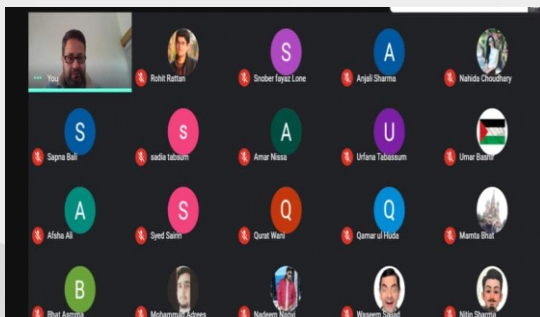 You
Rohit Rattan
S
Snober fayaz Lone
A
Anjali Sharma
Nahida Choudhary
S
Sapna Bali
s
sadia tabsum
A
Amar Nissa
U
Urfana Tabassum
Umar Bashir
A
Afsha Ali
S
Syed Sairin
Q
Qurat Wani
Q
Qamar ul Huda
Mamta Bhat
B
Bhat Asmma
Mohammad Adrees
Nadeem Naqvi
Waseem Sajjad
Nitin Sharma